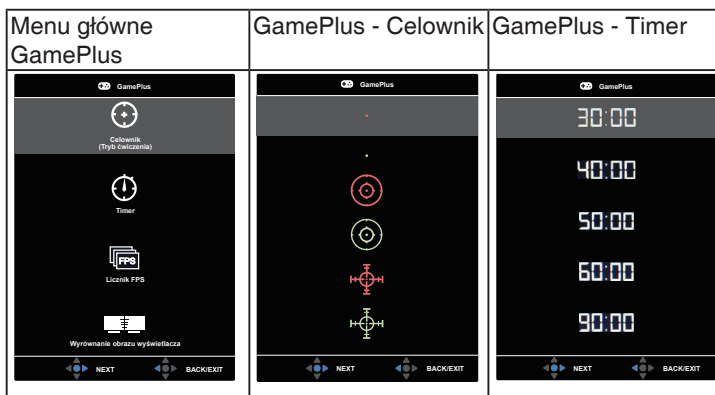 Menu główne
GamePlus
GamePlus - Celownik
GamePlus - Timer
GamePlus
Celownik
(Tryb ćwiczenia)
Timer
FPS
Licznik FPS
Wyrównanie obrazu wyświetlacza
NEXT BACK/EXIT
GamePlus
NEXT BACK/EXIT
GamePlus
30:00
40:00
50:00
60:00
90:00
NEXT BACK/EXIT